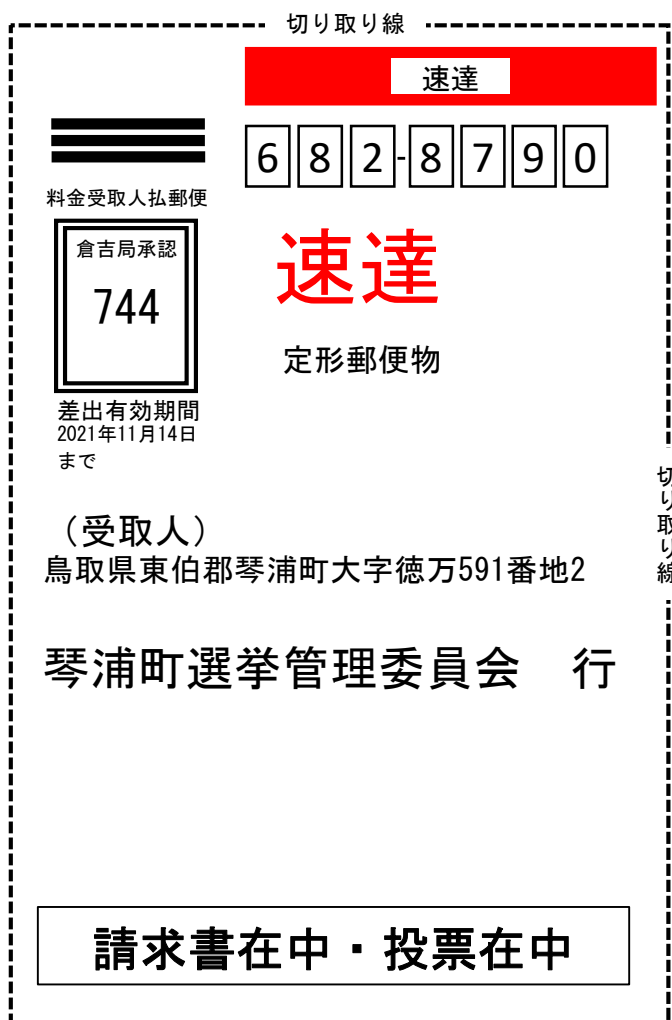 切り取り線
速達
682-8790
料金受取人払郵便
倉吉局承認
744
速達
定形郵便物
差出有効期間
2021年11月14日
まで
切り取り線
（受取人）
鳥取県東伯郡琴浦町大字徳万591番地2
琴浦町選挙管理委員会　行
請求書在中・投票在中